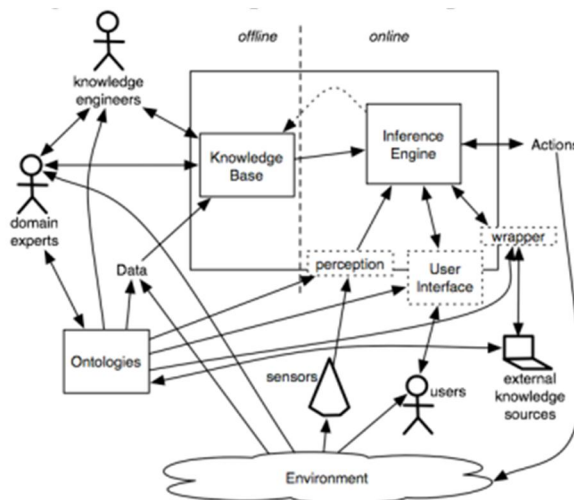 offline
online
knowledge
engineers
Knowledge
Base
Inference
Engine
Actions
domain
experts
wrapper
Data
perception
User
Interface
Ontologies
sensors
users
external
knowledge
sources
Environment